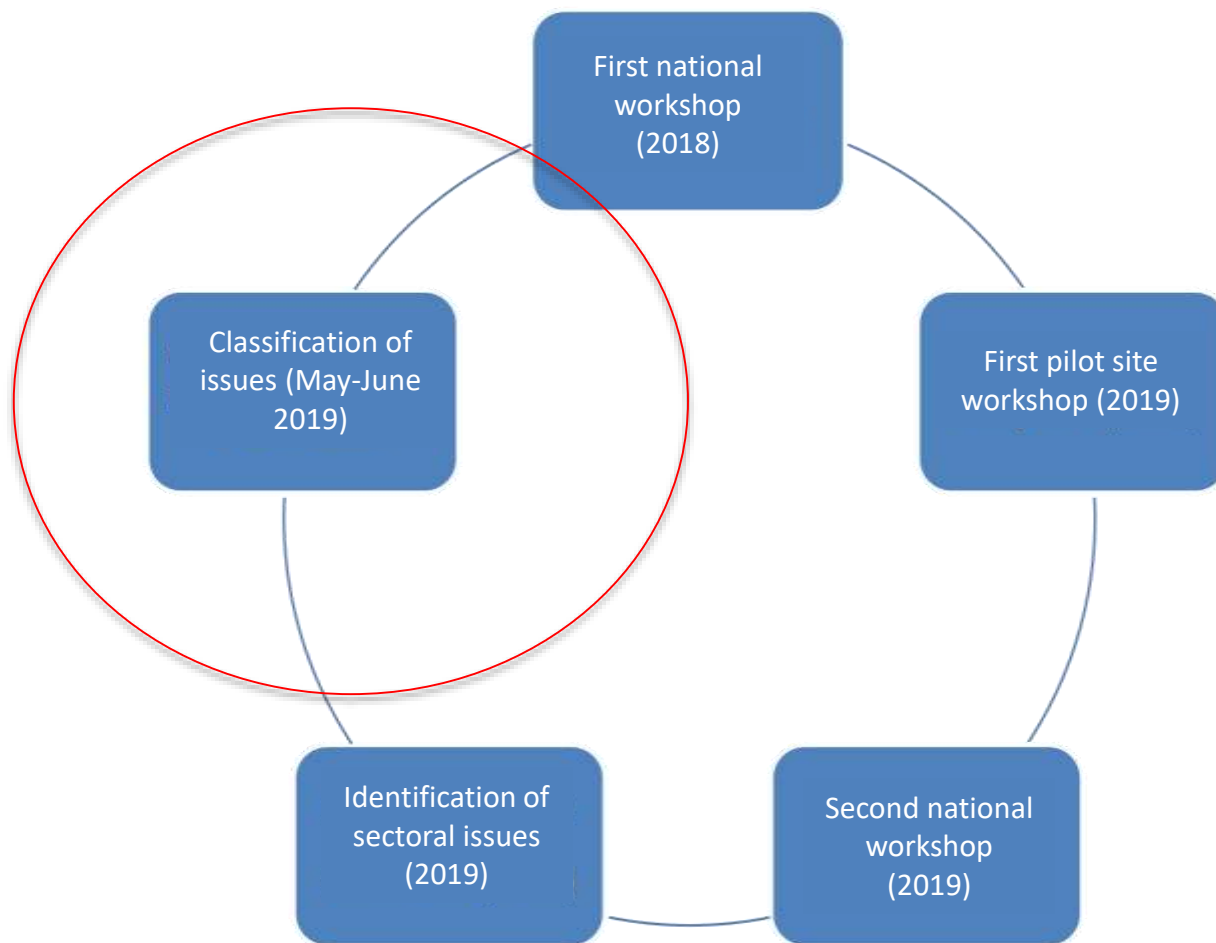 First national
workshop
(2018)
Classification of
issues (May-June
2019)
First pilot site
workshop (2019)
Identification of
sectoral issues
(2019)
Second national
workshop
(2019)